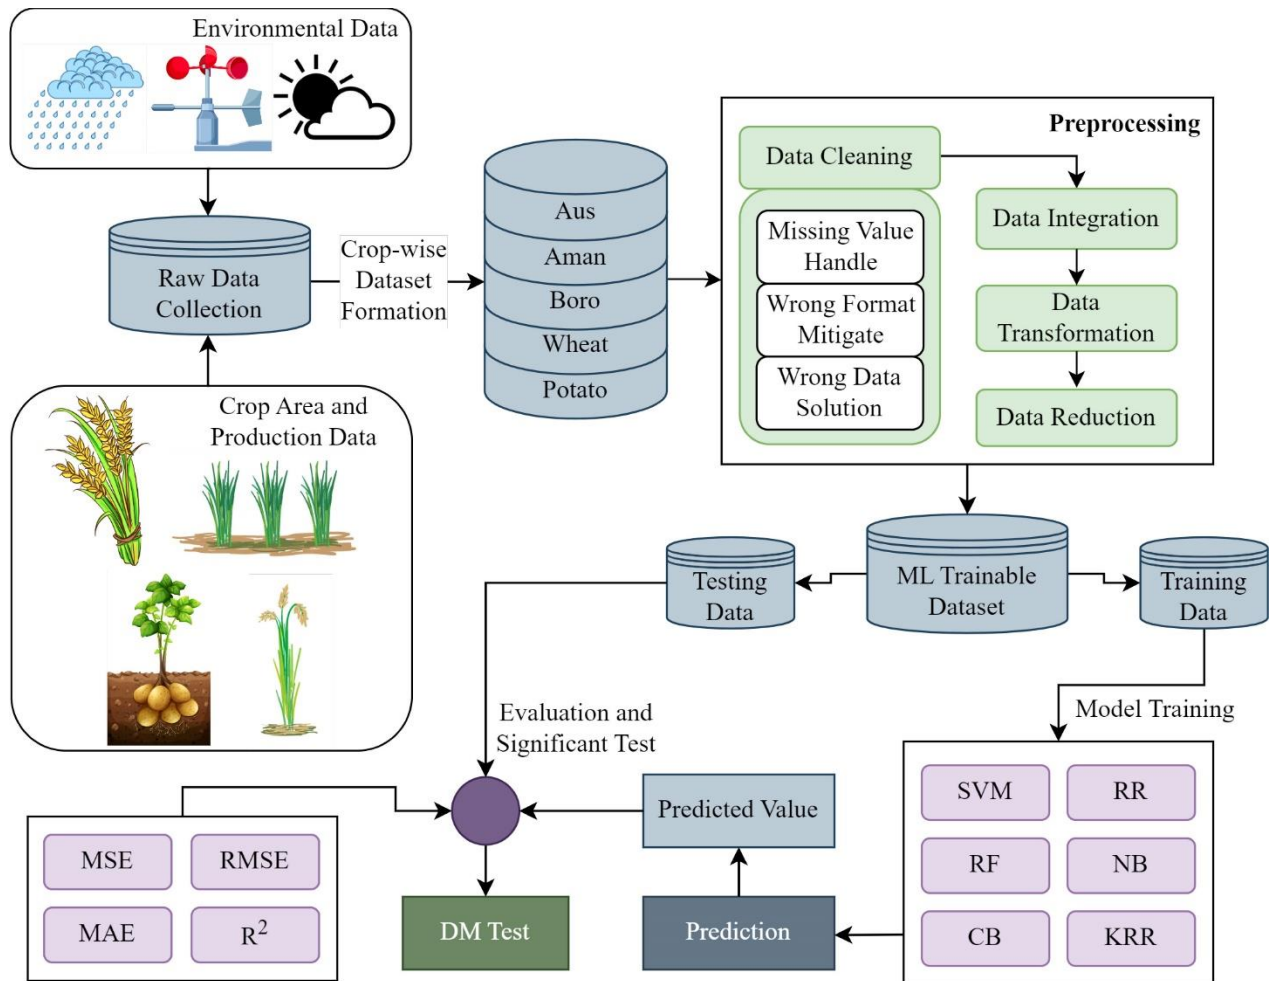 Environmental Data
Raw Data
Collection
Crop-wise
Dataset
Formation
Crop Area and
Production Data
Aus
Aman
Boro
Wheat
Potato
Preprocessing
Data Cleaning
Missing Value
Handle
Wrong Format
Mitigate
Wrong Data
Solution
Data Integration
Data
Transformation
Data Reduction
Testing
Data
ML Trainable
Dataset
Training
Data
Evaluation and
Significant Test
Model Training
SVM
RR
RF
NB
CB
KRR
Predicted Value
Prediction
DM Test
MSE
RMSE
MAE
R²